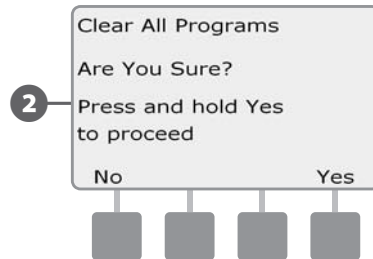 Clear All Programs
Are You Sure?
2
Press and hold Yes
to proceed
No Yes